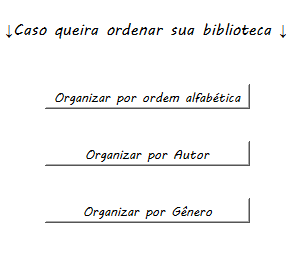 ↓Caso queira ordenar sua biblioteca ↓
Organizar por ordem alfabética
Organizar por Autor
Organizar por Gênero